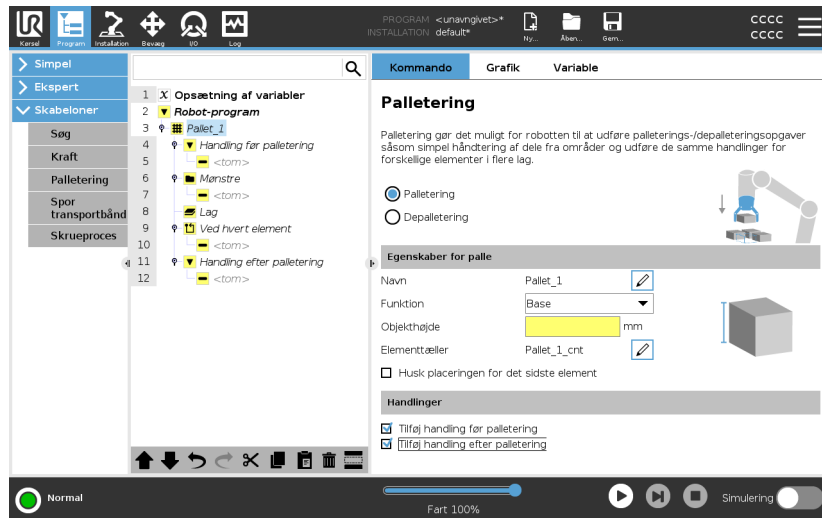 PROGRAM <unavngivet>*
INSTALLATION default*
cccc
cccc
Kørsel
Program
Installation
Bevæg
I/O
Log
Ny...
Åben...
Gem...
Simpel
Ekspert
Skabeloner
Søg
Kraft
Palletering
Spor
transportbånd
Skrueproces
1 X Opsætning af variabler
2 Robot-program
3 Pallet_1
4 Handling før palletering
5 <tom>
6 Mønstre
7 <tom>
8 Lag
9 Ved hvert element
10 <tom>
11 Handling efter palletering
12 <tom>
Kommando
Grafik
Variable
Palletering
Palletering gør det muligt for robotten til at udføre palleterings-/depalleteringsopgaver
såsom simpel håndtering af dele fra områder og udføre de samme handlinger for
forskellige elementer i flere lag.
Palletering
Depalletering
Egenskaber for palle
Navn Pallet_1
Funktion Base
Objekthøjde mm
Elementtæller Pallet_1_cnt
Husk placeringen for det sidste element
Handlinger
Tilføj handling før palletering
Tilføj handling efter palletering
Normal
Fart 100%
Simulering